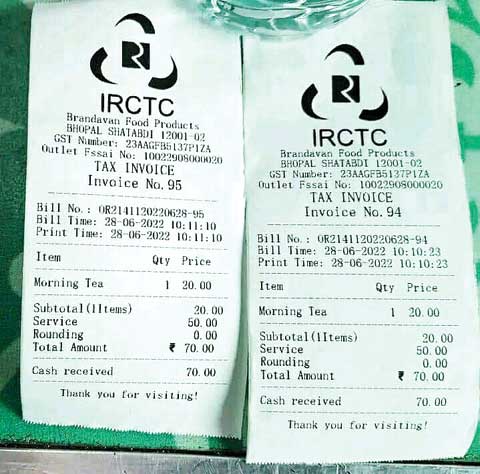 IRCTC
Brandavan Food Products
BHOPAL SHATABDI 12001-02
GST Number: 23AAGFB5137P1ZA
Outlet Fssai No: 10022908000020
TAX INVOICE
Invoice No. 95
Bill No.: OR2141120220628-95
Bill Time: 28-06-2022 10:11:10
Print Time: 28-06-2022 10:11:10
Item Qty Price
Morning Tea 1 20.00
Subtotal(1Items) 20.00
Service 50.00
Rounding 0.00
Total Amount ₹ 70.00
Cash received 70.00
Thank you for visiting!
IRCTC
Brandavan Food Products
BHOPAL SHATABDI 12001-02
GST Number: 23AAGFB5137P1ZA
Outlet Fssai No: 10022908000020
TAX INVOICE
Invoice No. 94
Bill No.: OR2141120220628-94
Bill Time: 28-06-2022 10:10:23
Print Time: 28-06-2022 10:10:23
Item Qty Price
Morning Tea 1 20.00
Subtotal(1Items) 20.00
Service 50.00
Rounding 0.00
Total Amount ₹ 70.00
Cash received 70.00
Thank you for visiting!